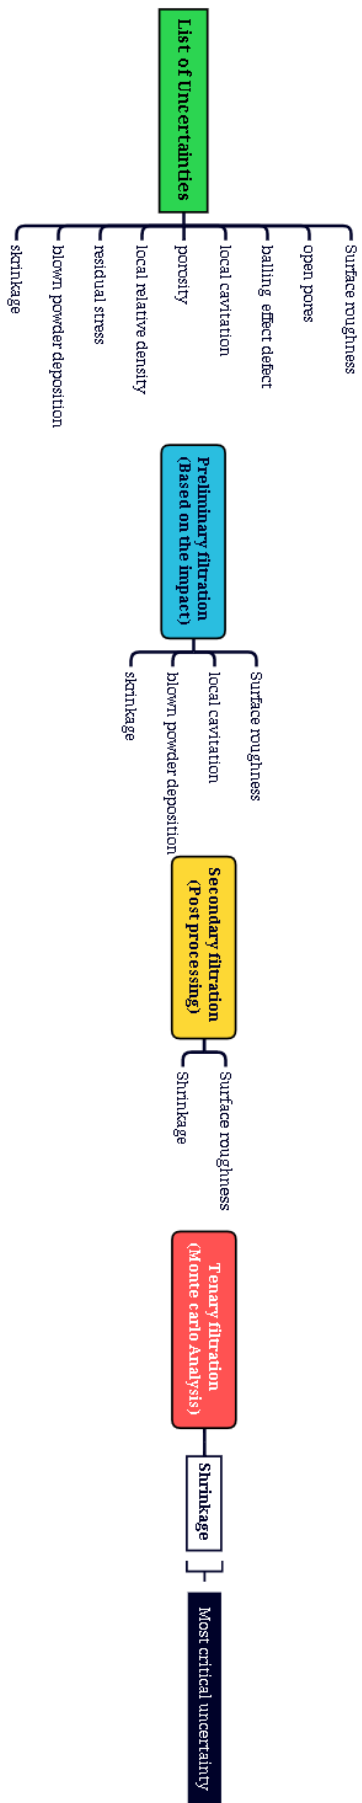 List of Uncertainties
Surface roughness
open pores
balling effect defect
local cavitation
porosity
local relative density
residual stress
blown powder deposition
skrinkage
Preliminary filtration
(Based on the impact)
Surface roughness
local cavitation
blown powder deposition
skrinkage
Secondary filtration
(Post processing)
Surface roughness
Shrinkage
Tenary filtration
(Monte carlo Analysis)
Shrinkage
Most critical uncertainty